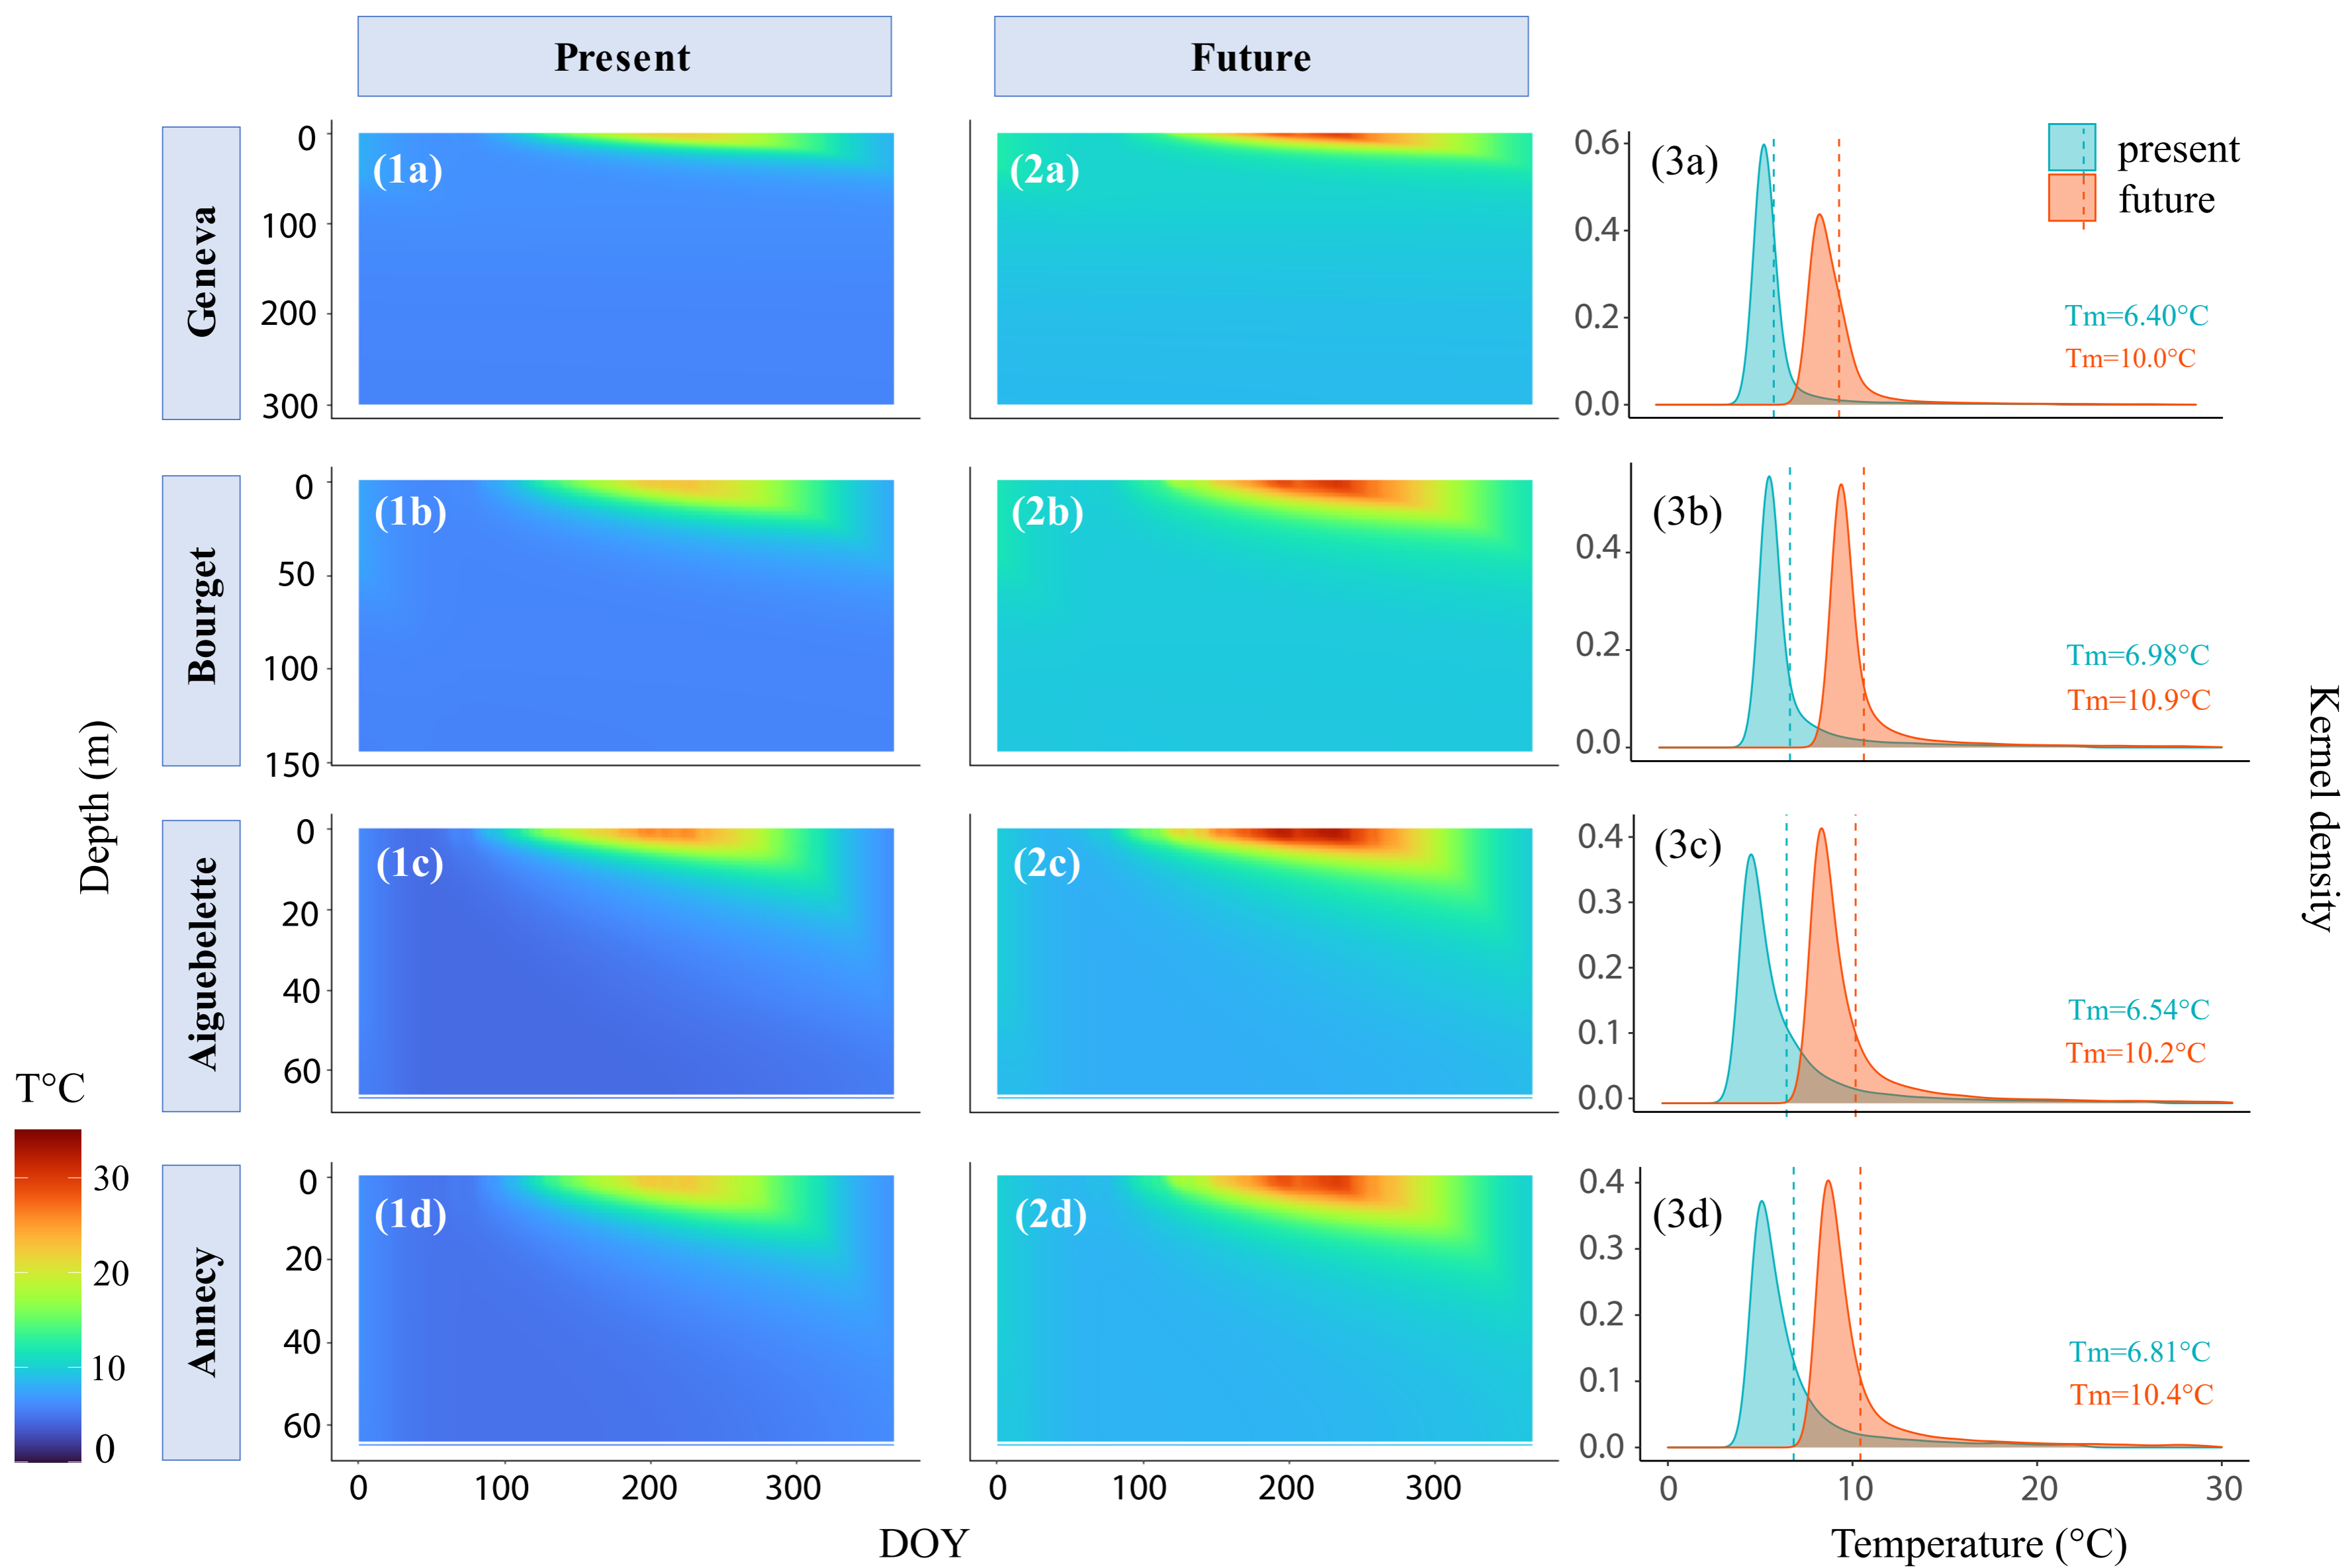 Present
Future
Geneva
0
100
200
300
(1a)
(2a)
0.6
0.4
0.2
0.0
(3a)
present
future
Tm=6.40°C
Tm=10.0°C
Bourget
0
50
100
150
(1b)
(2b)
0.4
0.2
0.0
(3b)
Tm=6.98°C
Tm=10.9°C
Depth (m)
Kernel density
Aiguebelette
0
20
40
60
(1c)
(2c)
0.4
0.3
0.2
0.1
0.0
(3c)
Tm=6.54°C
Tm=10.2°C
T°C
30
20
10
0
Annecy
0
20
40
60
(1d)
(2d)
0.4
0.3
0.2
0.1
0.0
(3d)
Tm=6.81°C
Tm=10.4°C
0 100 200 300
0 100 200 300
0 10 20 30
DOY
Temperature (°C)